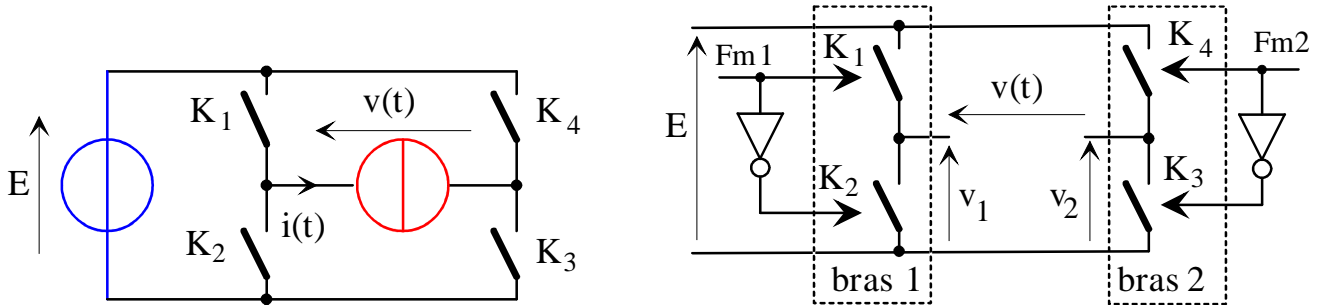 E
K1
v(t)
K4
K2
i(t)
K3
Fm1
K1
K4
Fm2
E
v(t)
K2
v1
v2
K3
bras 1
bras 2